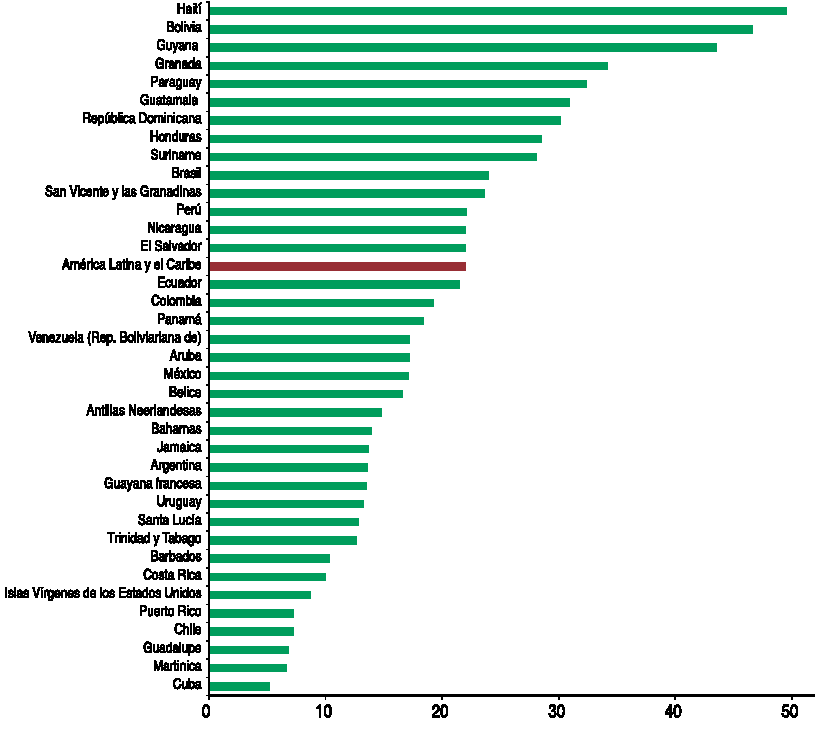 Haití
Bolivia
Guyana
Granada
Paraguay
Guatamala
República Dominicana
Honduras
Suriname
Brasil
San Vicente y las Granadinas
Perú
Nicaragua
El Salvador
América Latina y el Caribe
Ecuador
Colombia
Panamá
Venezuela (Rep. Boliviariana de)
Aruba
México
Belice
Antillas Neerlandesas
Bahamas
Jamaica
Argentina
Guayana francesa
Uruguay
Santa Lucía
Trinidad y Tabago
Barbados
Costa Rica
Islas Vírgenes de los Estados Unidos
Puerto Rico
Chile
Guadalupe
Martinica
Cuba
0 10 20 30 40 50